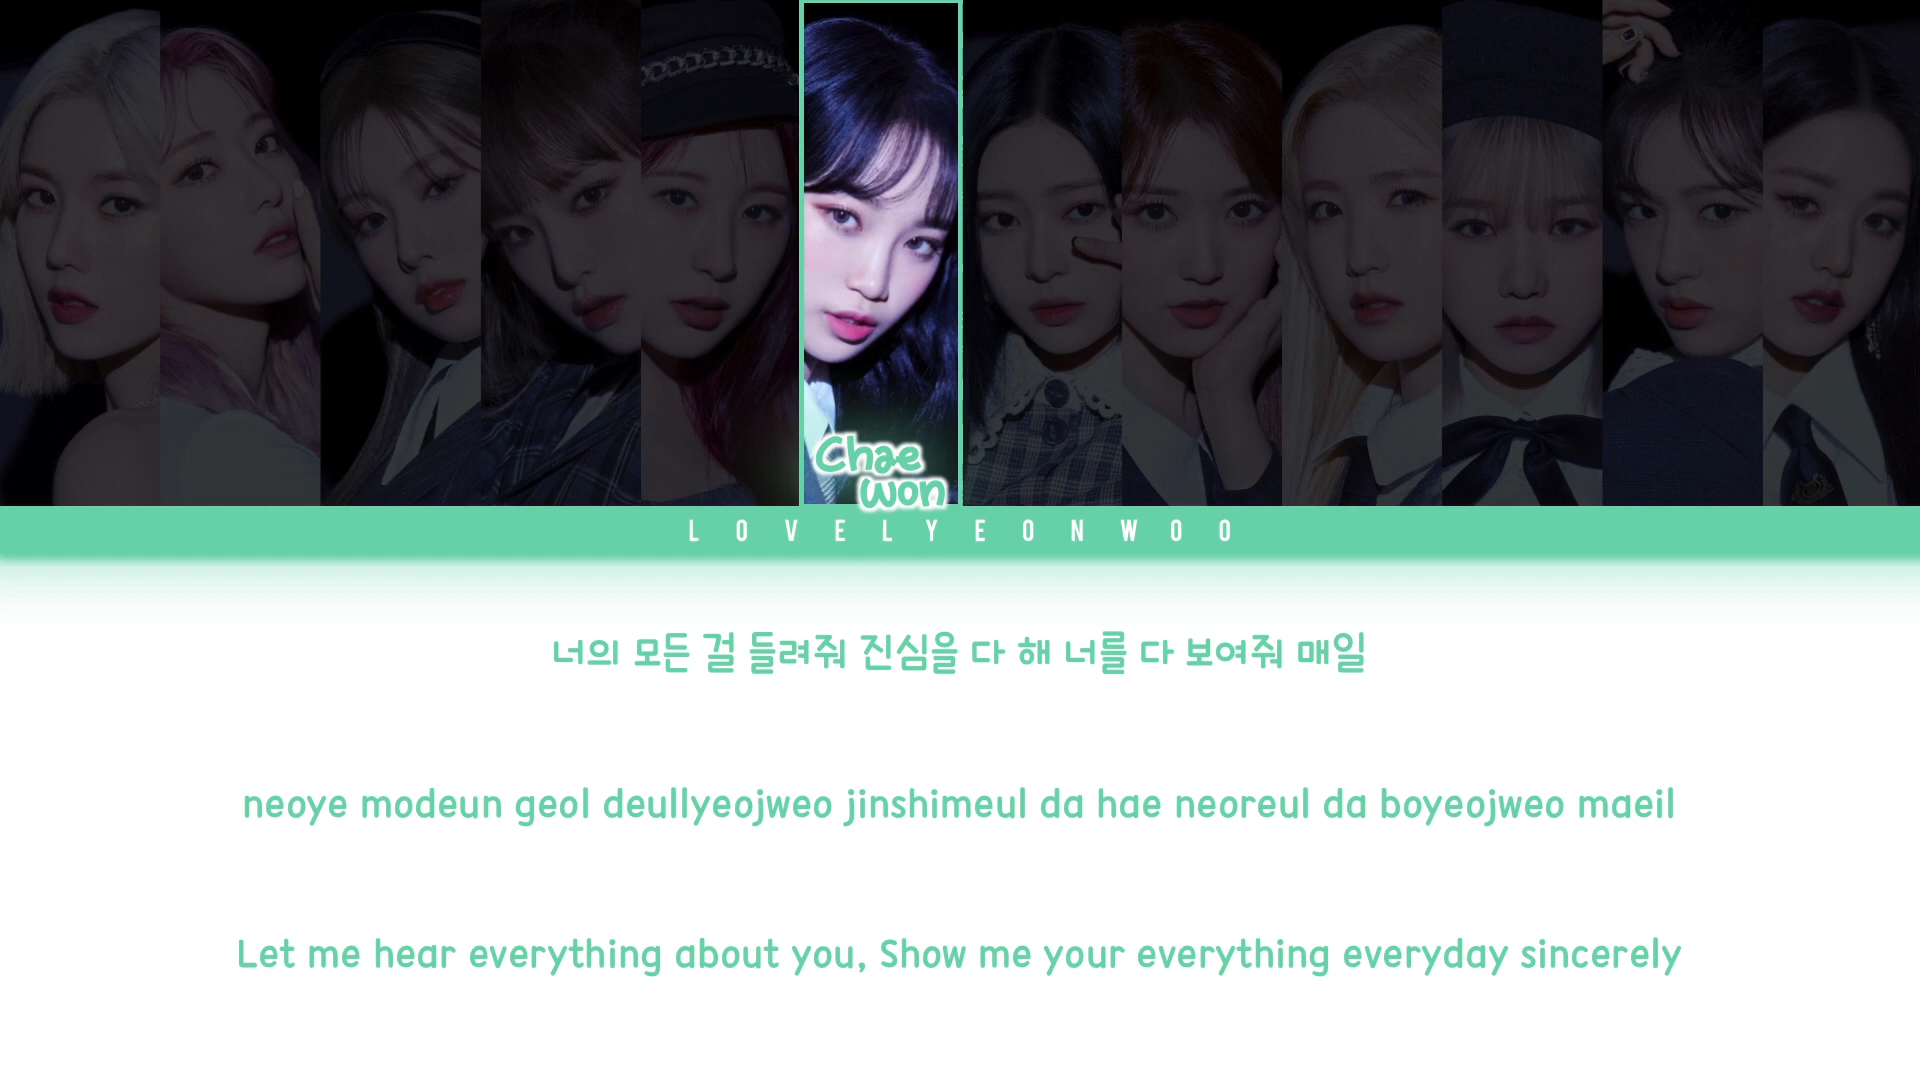 Chae
won
LOVELYEONWOO
너의 모든 걸 들려줘 진심을 다 해 너를 다 보여줘 매일
neoye modeun geol deullyeojweo jinshimeul da hae neoreul da boyeojweo maeil
Let me hear everything about you, Show me your everything everyday sincerely